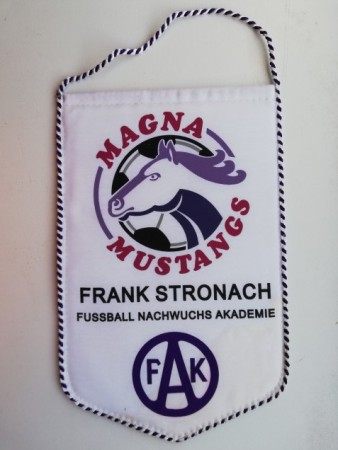 MAGNA
MUSTANGS
FRANK STRONACH
FUSSBALL NACHWUCHS AKADEMIE
FAK